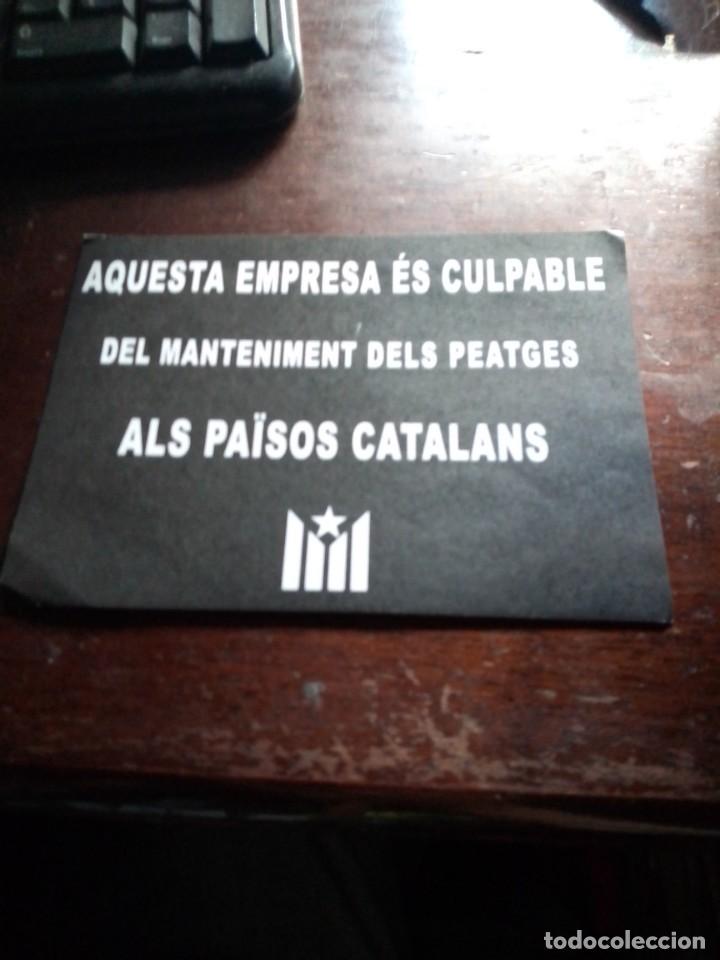 AQUESTA EMPRESA ÉS CULPABLE
DEL MANTENIMENT DELS PEATGES
ALS PAÏSOS CATALANS
todocoleccion